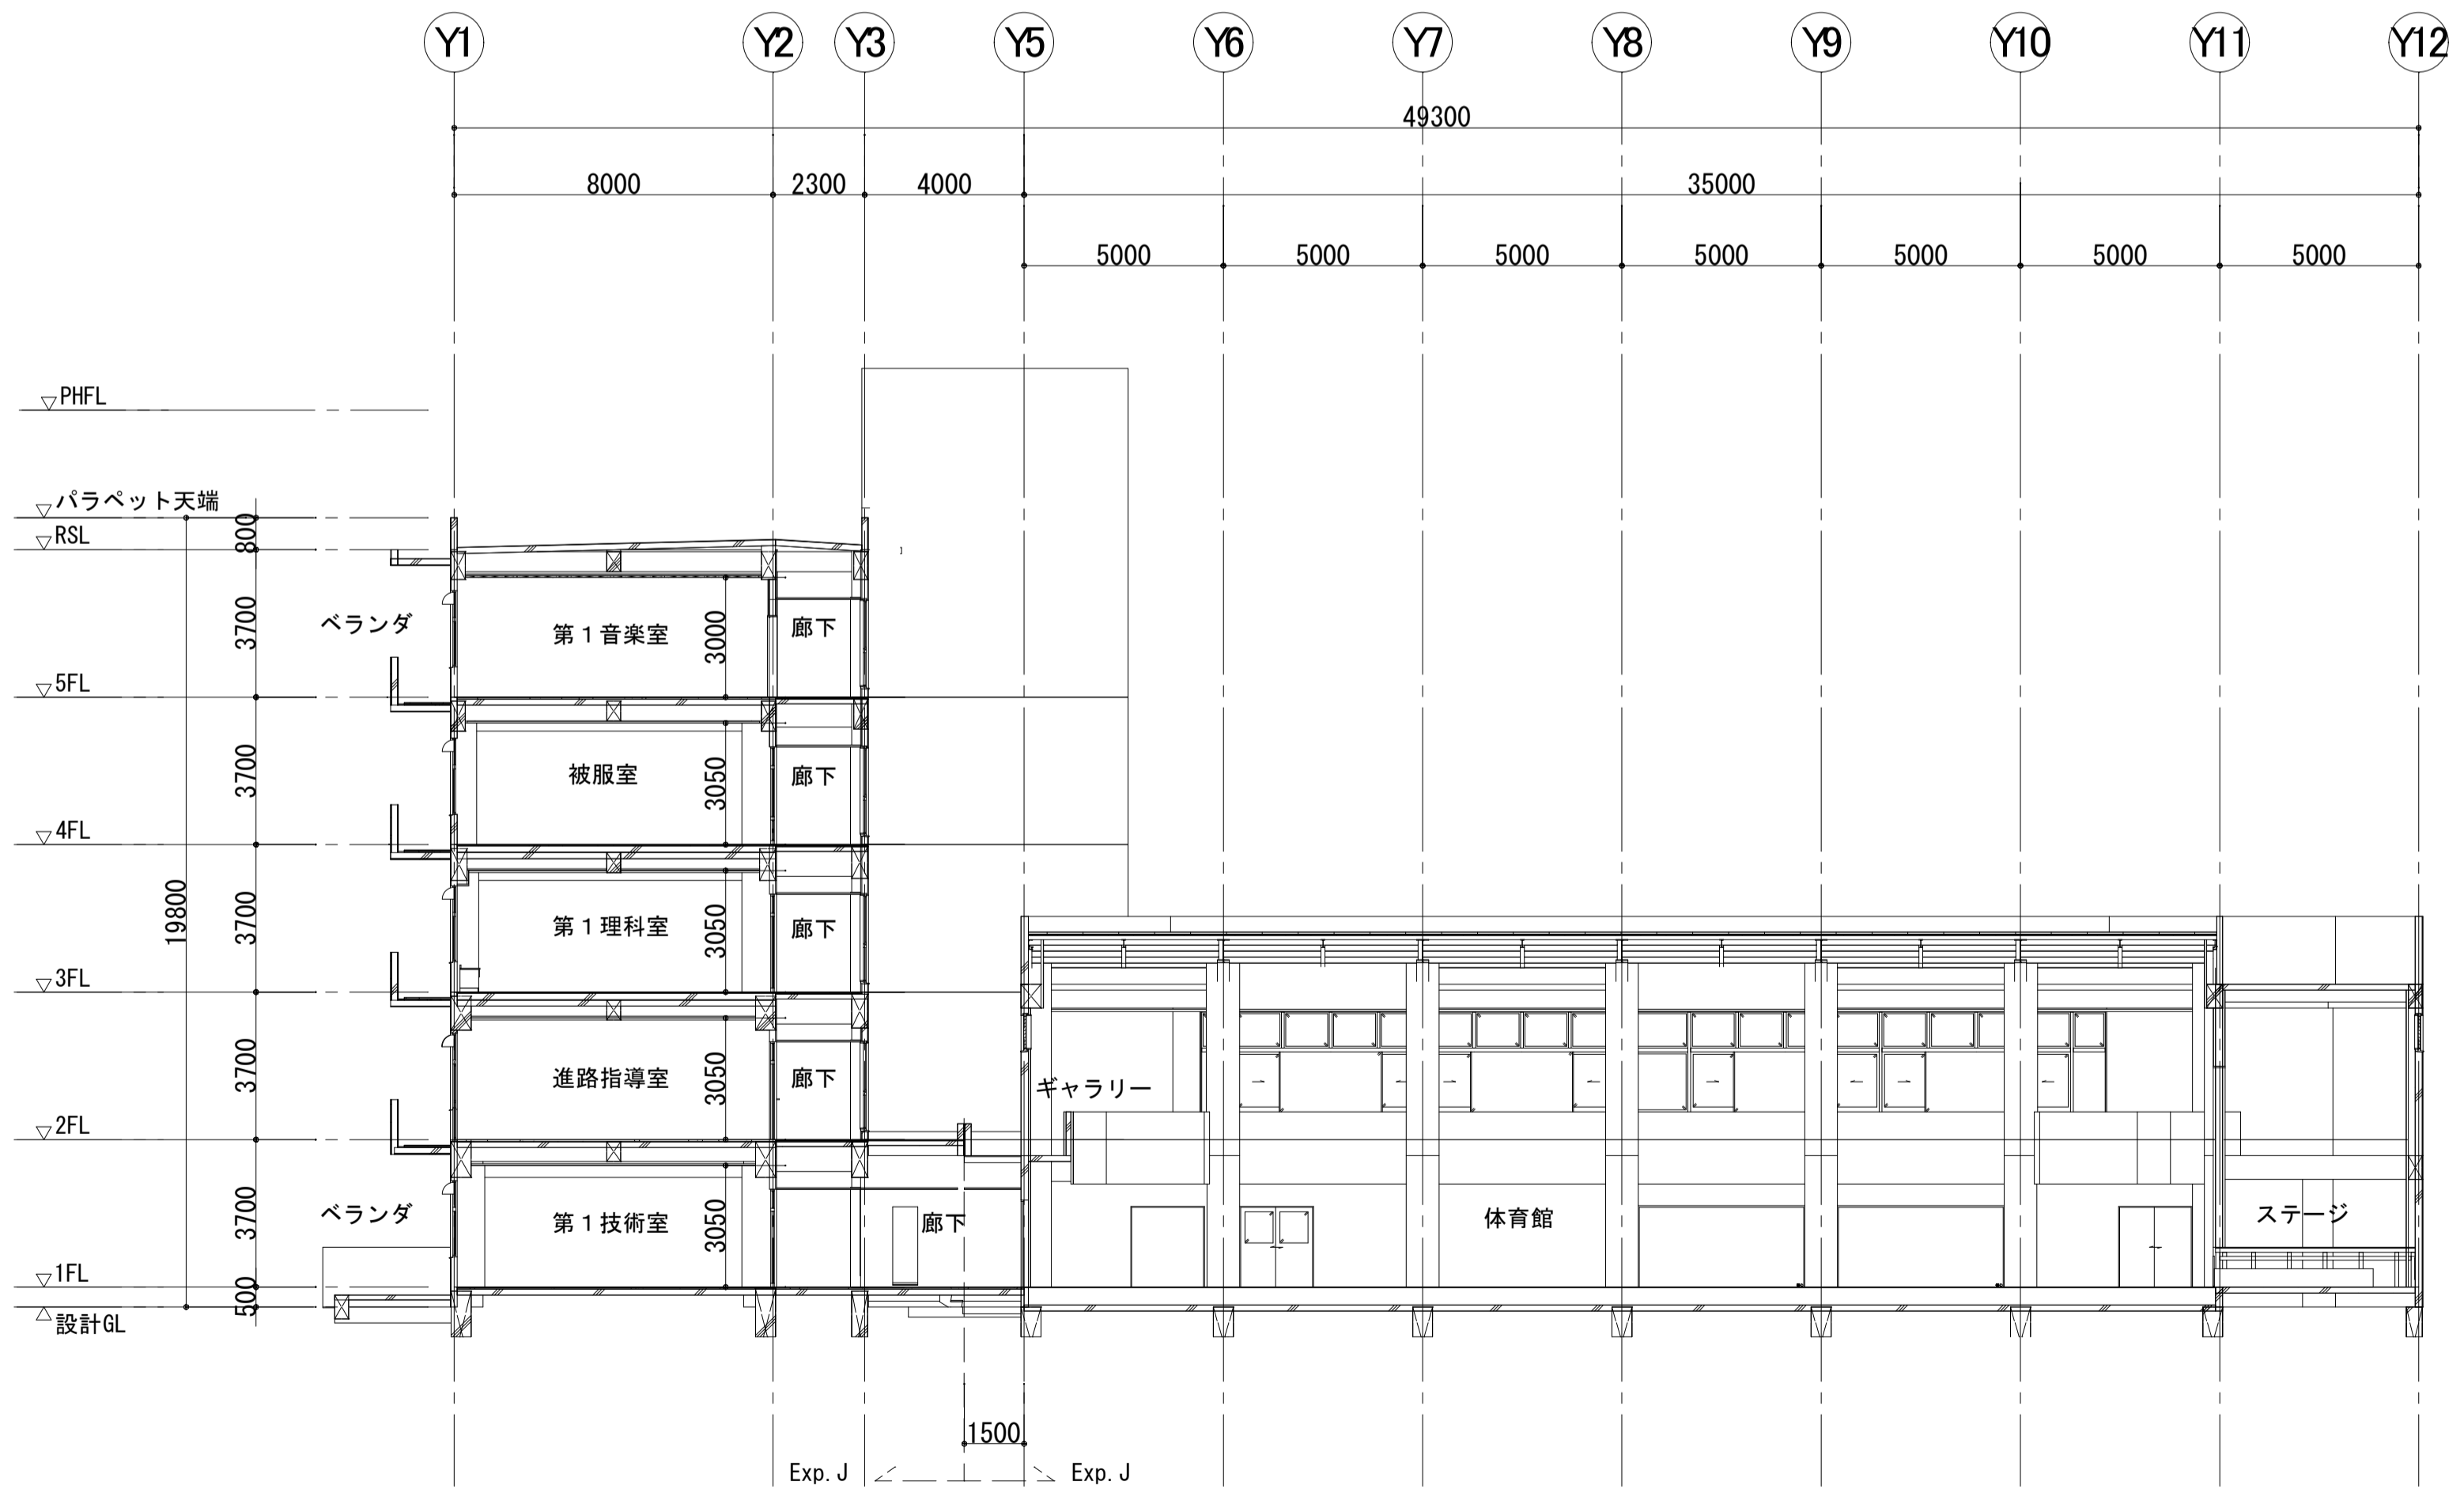 Y1 Y2 Y3 Y5 Y6 Y7 Y8 Y9 Y10 Y11 Y12
49300
8000 2300 4000 35000
5000 5000 5000 5000 5000 5000 5000
PHFL
パラペット天端
800
RSL
ベランダ
3700
第1音楽室
3000
廊下
5FL
3700
被服室
3050
廊下
4FL
19800
3700
第1理科室
3050
廊下
3FL
3700
進路指導室
3050
廊下
ギャラリー
2FL
ベランダ
3700
第1技術室
3050
廊下
体育館
ステージ
1FL
500
設計GL
1500
Exp.J Exp.J